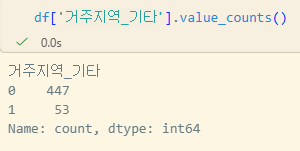 df['거주지역_기타'].value_counts()
✓ 0.0s
거주지역_기타
0    447
1     53
Name: count, dtype: int64